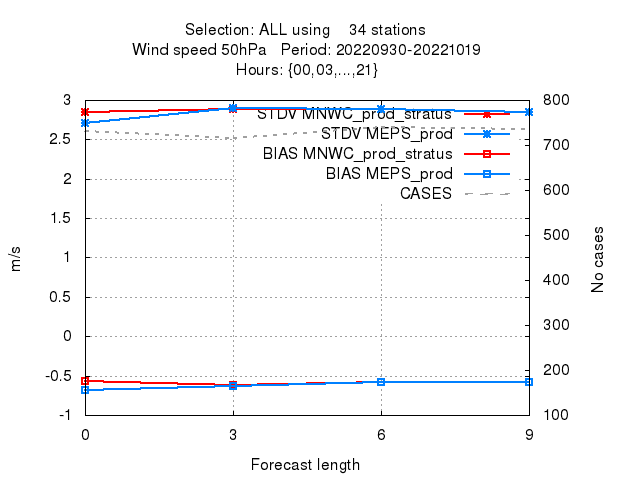 Selection: ALL using 34 stations
Wind speed 50hPa Period: 20220930-20221019
Hours: {00,03,...,21}
3
2.5
2
1.5
1
0.5
0
-0.5
-1
800
700
600
500
400
300
200
100
STDV MNWC_prod_stratus
STDV MEPS_prod
BIAS MNWC_prod_stratus
BIAS MEPS_prod
CASES
m/s
No cases
0 3 6 9
Forecast length